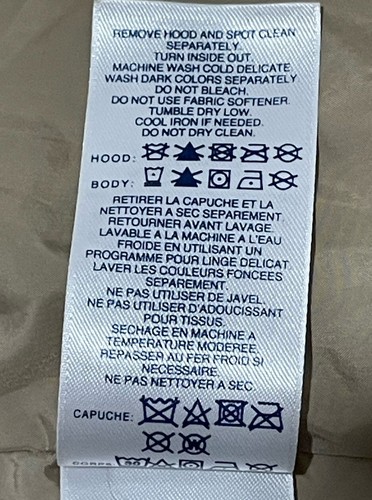 REMOVE HOOD AND SPOT CLEAN
SEPARATELY.
TURN INSIDE OUT.
MACHINE WASH COLD DELICATE.
WASH DARK COLORS SEPARATELY
DO NOT BLEACH.
DO NOT USE FABRIC SOFTENER.
TUMBLE DRY LOW.
COOL IRON IF NEEDED.
DO NOT DRY CLEAN.
HOOD:
BODY:
RETIRER LA CAPUCHE ET LA
NETTOYER A SEC SEPAREMENT.
RETOURNER AVANT LAVAGE.
LAVABLE A LA MACHINE A L'EAU
FROIDE EN UTILISANT UN
PROGRAMME POUR LINGE DELICAT.
LAVER LES COULEURS FONCEES
SEPAREMENT.
NE PAS UTILISER DE JAVEL.
NE PAS UTILISER D'ADOUCISSANT
POUR TISSUS.
SECHAGE EN MACHINE A
TEMPERATURE MODEREE.
REPASSER AU FER FROID SI
NECESSAIRE.
NE PAS NETTOYER A SEC.
CAPUCHE:
W
CORPS
30